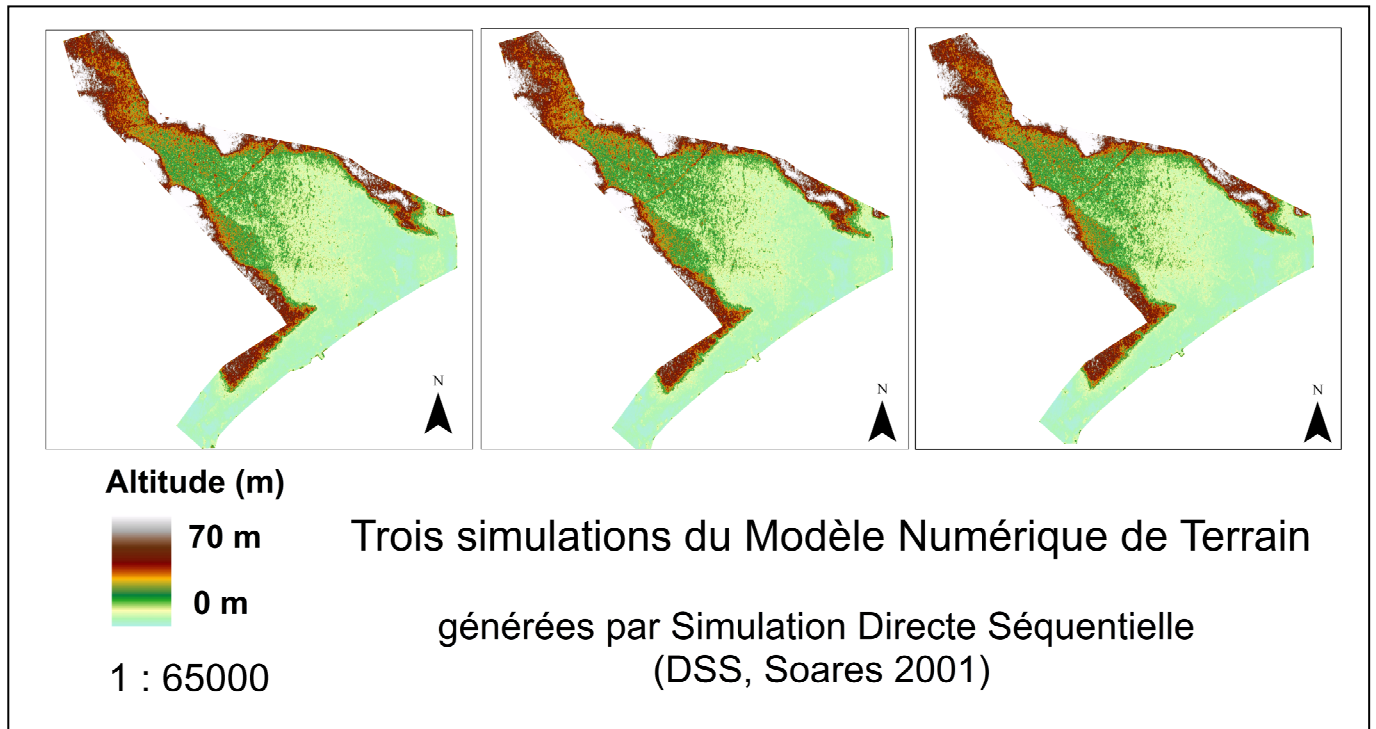 N
N
N
Altitude (m)
70 m
0 m
1 : 65000
Trois simulations du Modèle Numérique de Terrain
générées par Simulation Directe Séquentielle
(DSS, Soares 2001)